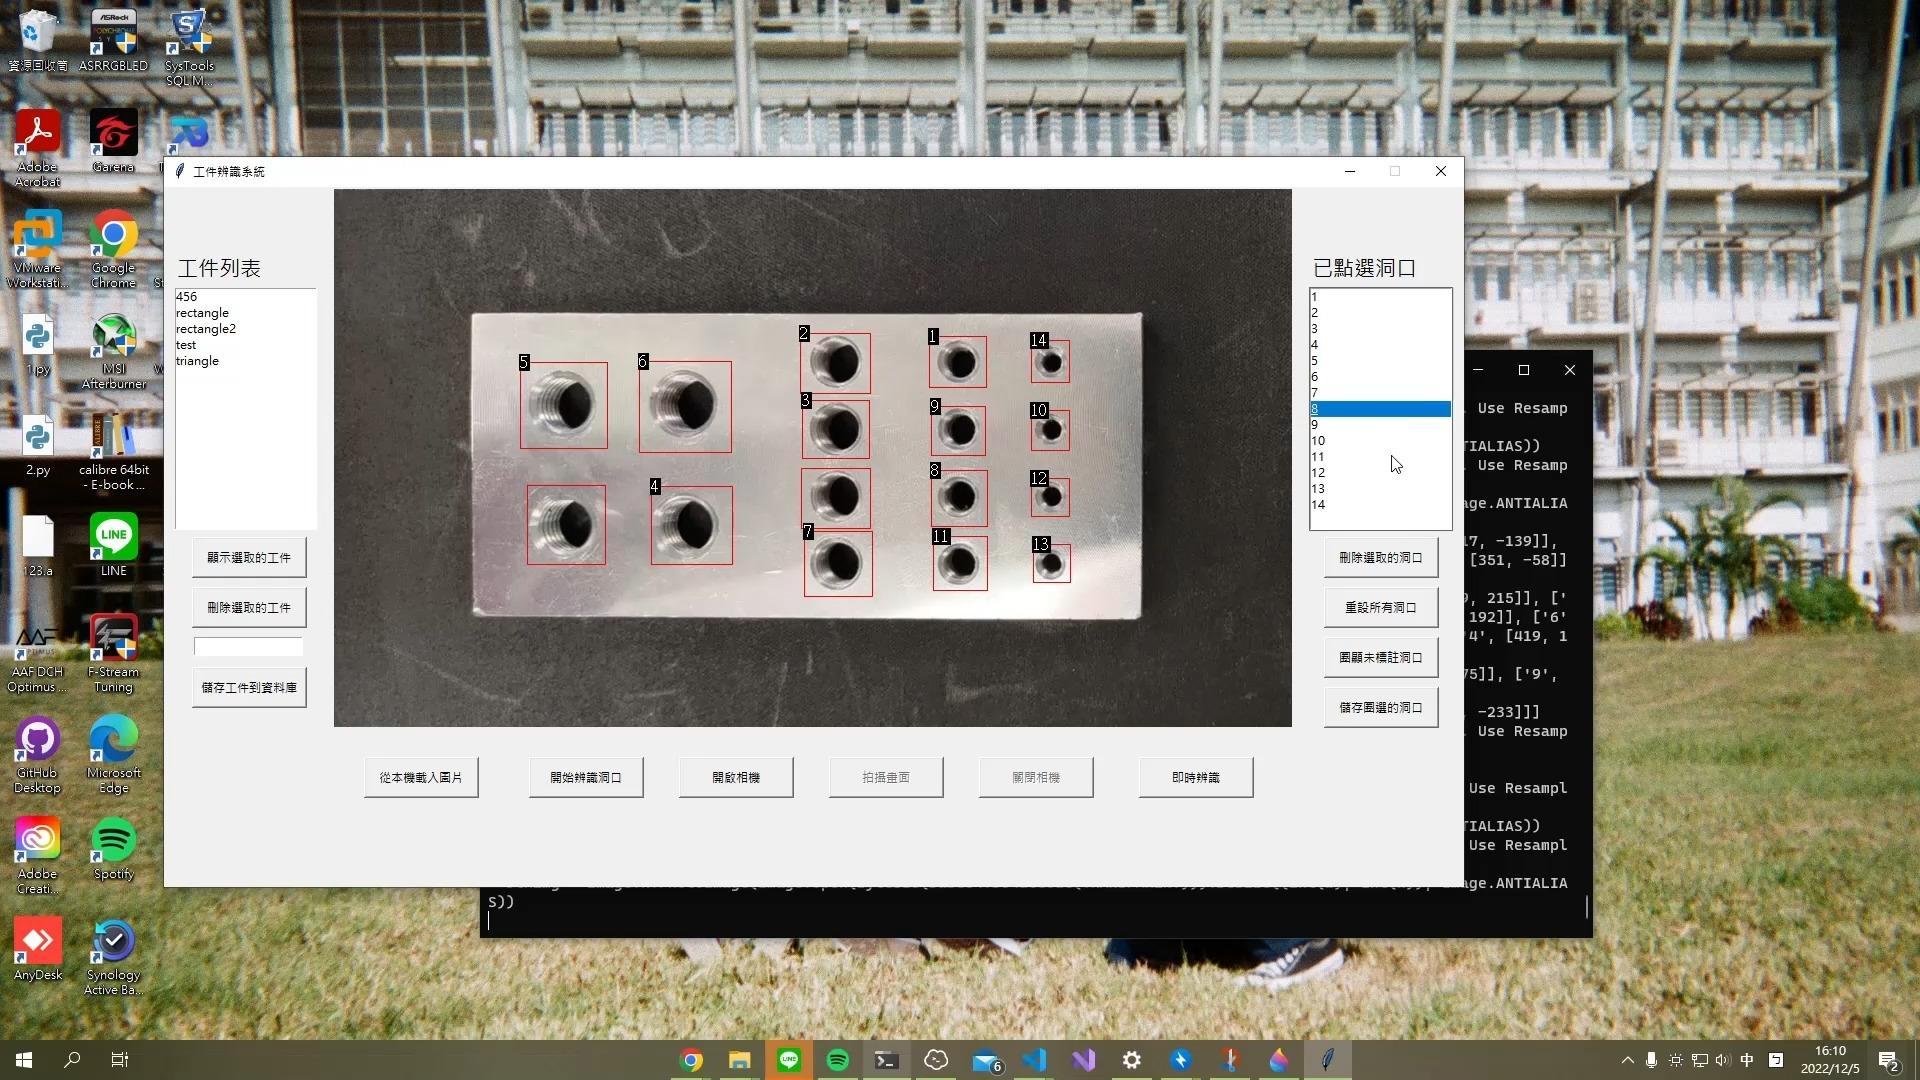 資源回收筒
ASRRGBLED
SysTools
SQL M...
Adobe
Acrobat
Garena
VMware
Workstati...
Google
Chrome
1.py
MSI
Afterburner
2.py
calibre 64bit
- E-book ...
123.a
LINE
AAF DCH
Optimus ...
F-Stream
Tuning
GitHub
Desktop
Microsoft
Edge
Adobe
Creati...
Spotify
AnyDesk
Synology
Active Ba...
工件辨識系統
工件列表
456
rectangle
rectangle2
test
triangle
顯示選取的工件
刪除選取的工件
儲存工件到資料庫
5
6
2
1
14
3
9
10
4
8
12
7
11
13
已點選洞口
1
2
3
4
5
6
7
8
9
10
11
12
13
14
刪除選取的洞口
重設所有洞口
圈顯未標註洞口
儲存圈選的洞口
從本機載入圖片
開始辨識洞口
開啟相機
拍攝畫面
關閉相機
即時辨識
. Use Resamp
TIALIAS))
. Use Resamp
age.ANTIALIA
17, -139]],
[351, -58]]
9, 215]], ['
192]], ['6'
'4', [419, 1
75]], ['9',
, -233]]]
. Use Resamp
Use Resampl
TIALIAS))
Use Resampl
age.ANTIALIA
S))
6
中
16:10
2022/12/5
2